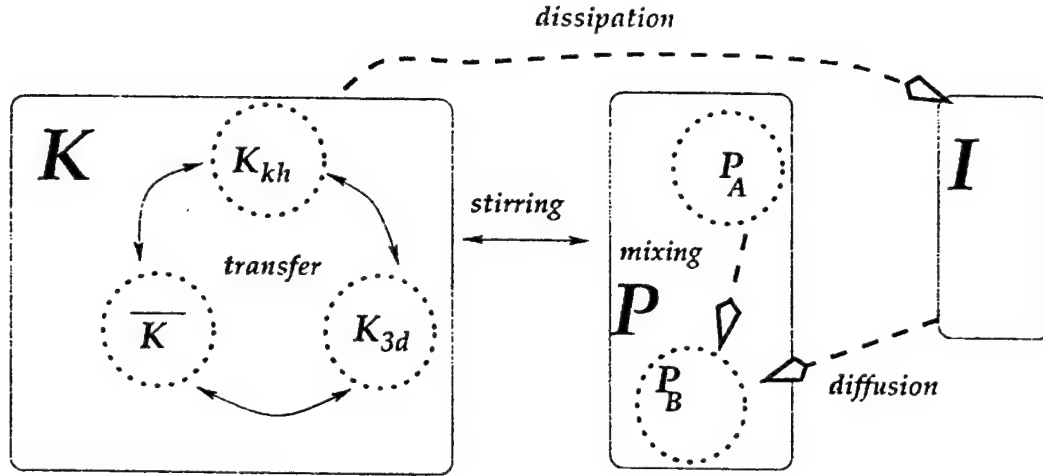 dissipation
K
K_kh
transfer
K̅
K_3d
stirring
P_A
mixing
P
P_B
I
diffusion